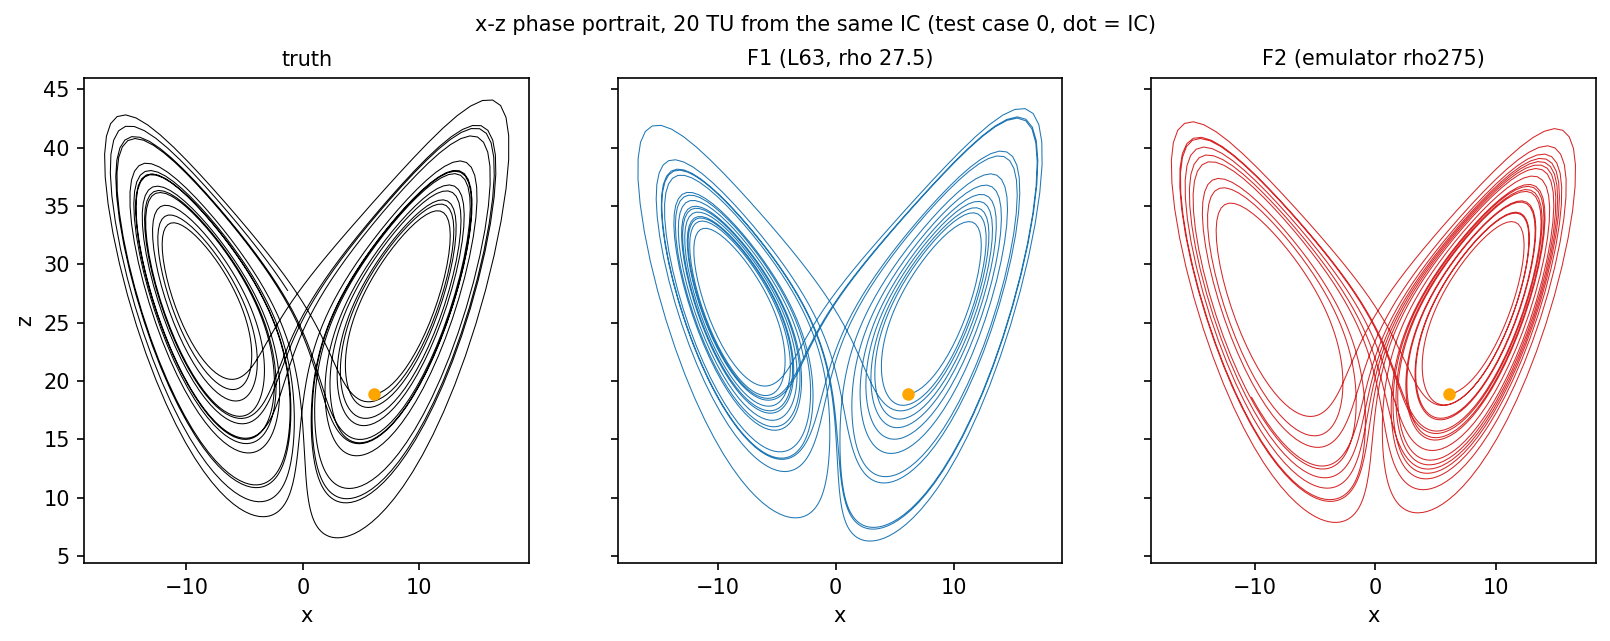 x-z phase portrait, 20 TU from the same IC (test case 0, dot = IC)
truth
F1 (L63, rho 27.5)
F2 (emulator rho275)
45
40
35
30
25
20
15
10
5
z
−10 0 10
−10 0 10
−10 0 10
x
x
x